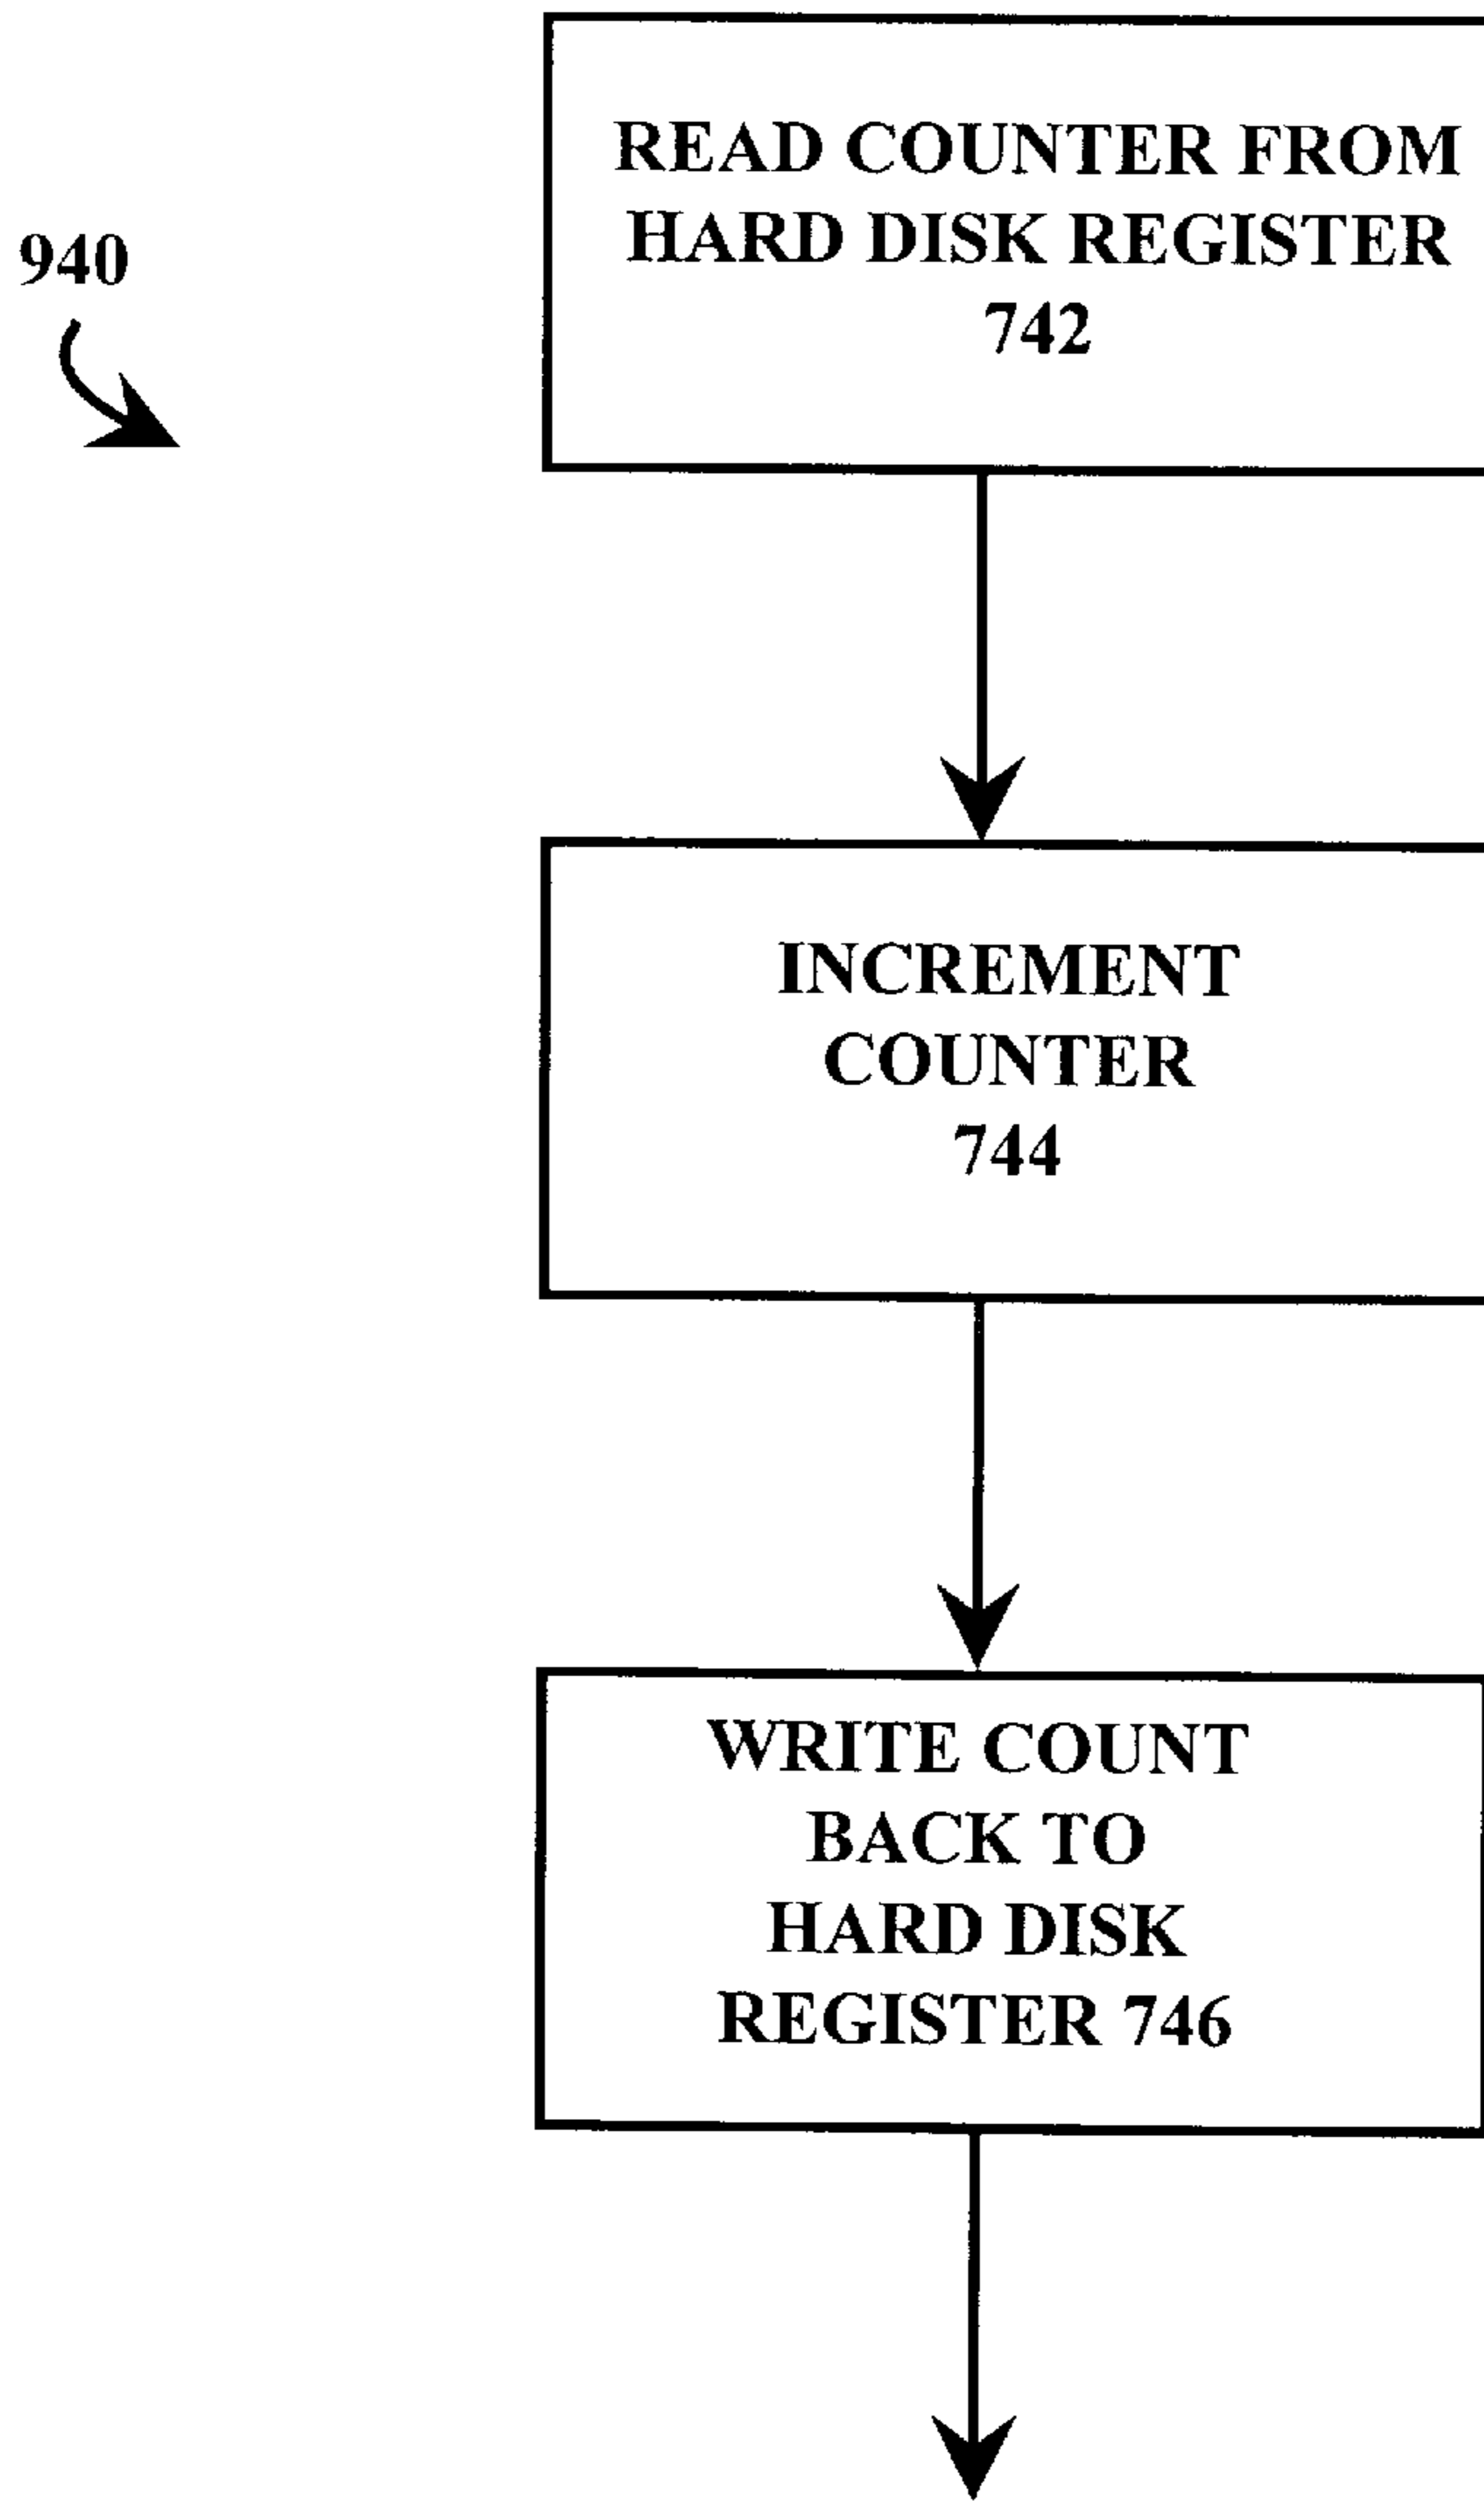 READ COUNTER FROM
HARD DISK REGISTER
742
940
INCREMENT
COUNTER
744
WRITE COUNT
BACK TO
HARD DISK
REGISTER 746